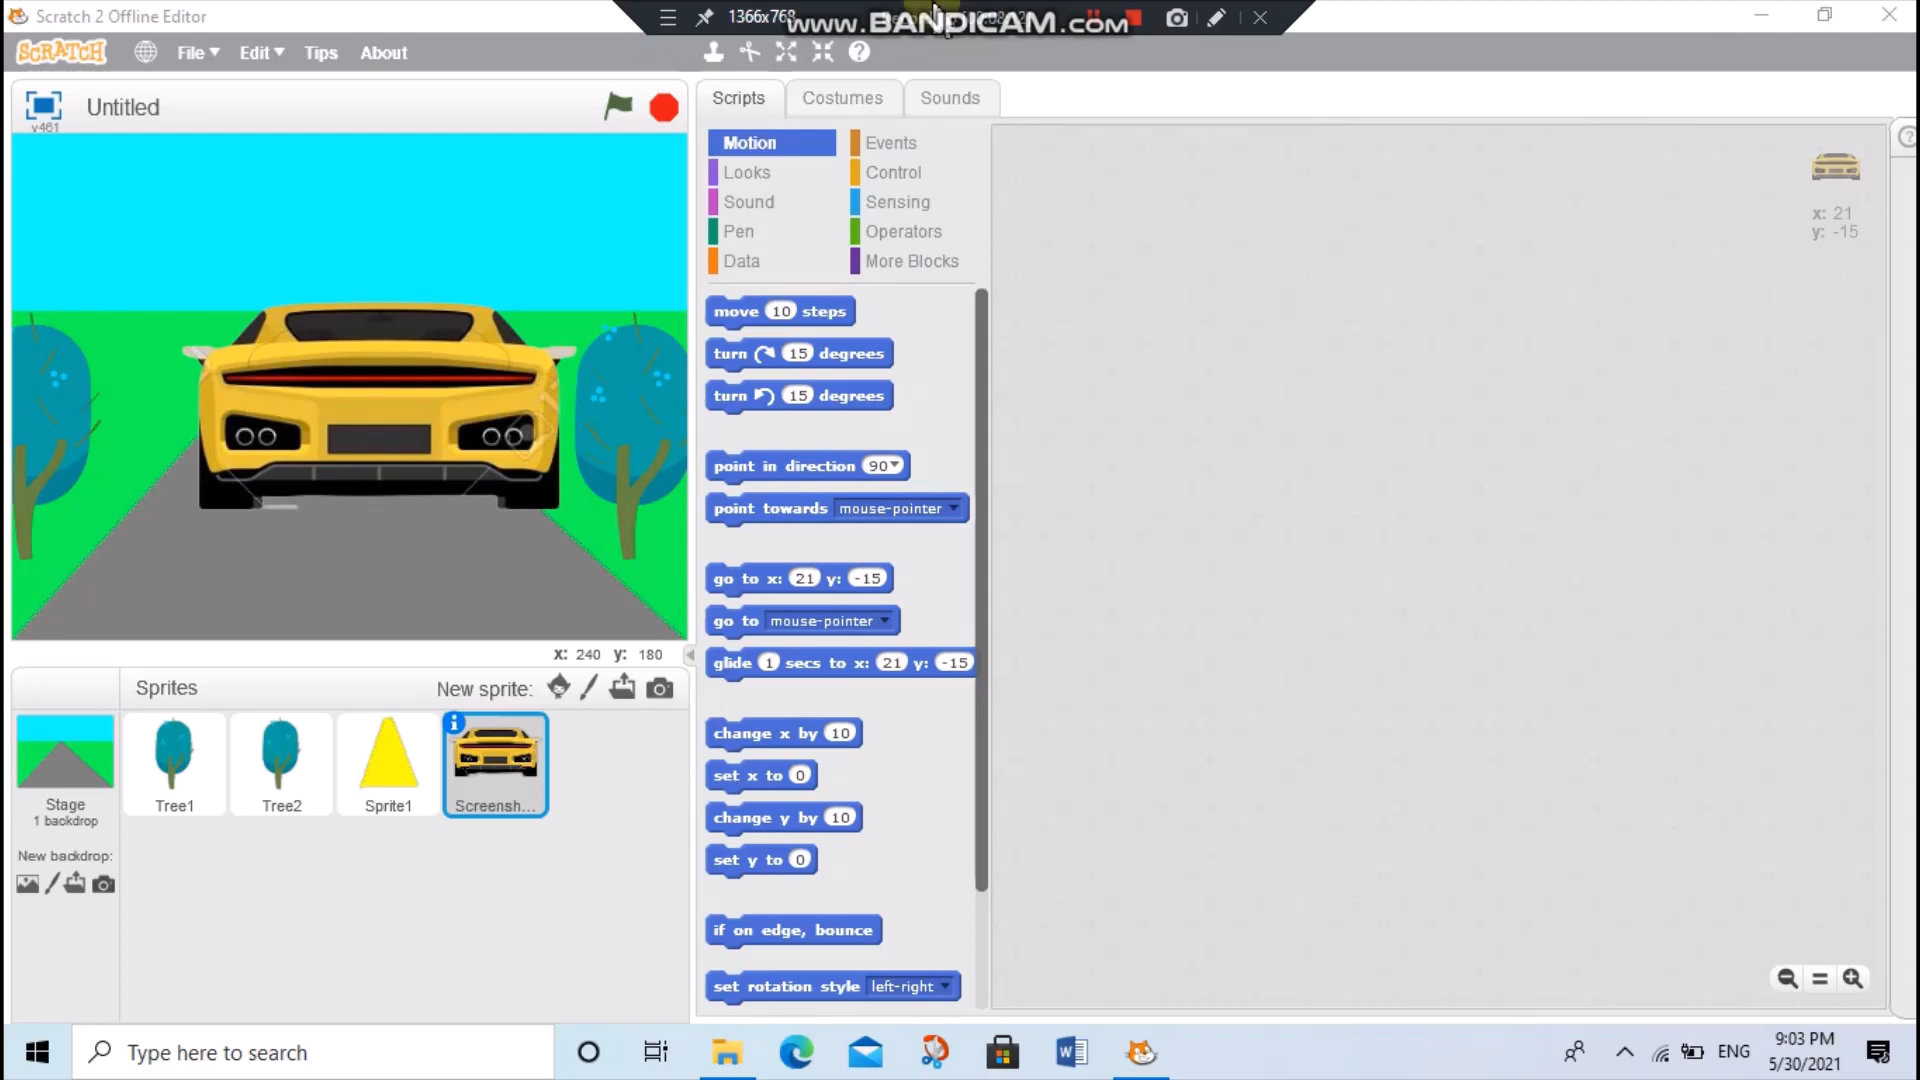 Scratch 2 Offline Editor
1366x768
www.BANDICAM.com
SCRATCH File Edit Tips About
Untitled
v461
Scripts Costumes Sounds
Motion Events
Looks Control
Sound Sensing
Pen Operators
Data More Blocks
x: 21
y: -15
move 10 steps
turn 15 degrees
turn 15 degrees
point in direction 90
point towards mouse-pointer
go to x: 21 y: -15
go to mouse-pointer
glide 1 secs to x: 21 y: -15
change x by 10
set x to 0
change y by 10
set y to 0
if on edge, bounce
set rotation style left-right
x: 240 y: 180
Sprites New sprite:
Stage
1 backdrop
New backdrop:
Tree1 Tree2 Sprite1 Screensh...
Type here to search
ENG
9:03 PM
5/30/2021